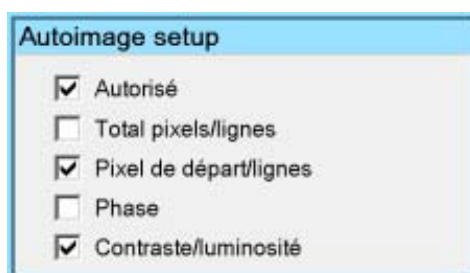 Autoimage setup
Autorisé
Total pixels/lignes
Pixel de départ/lignes
Phase
Contraste/luminosité